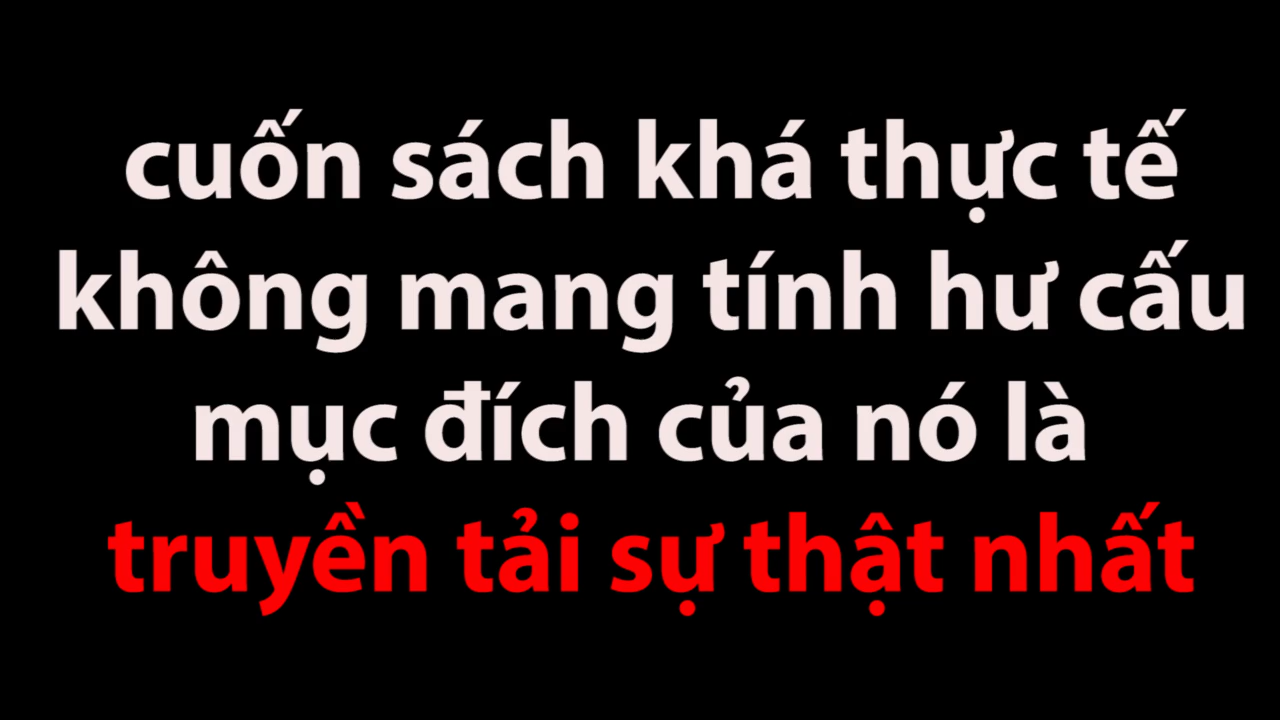 cuốn sách khá thực tế
không mang tính hư cấu
mục đích của nó là
truyền tải sự thật nhất